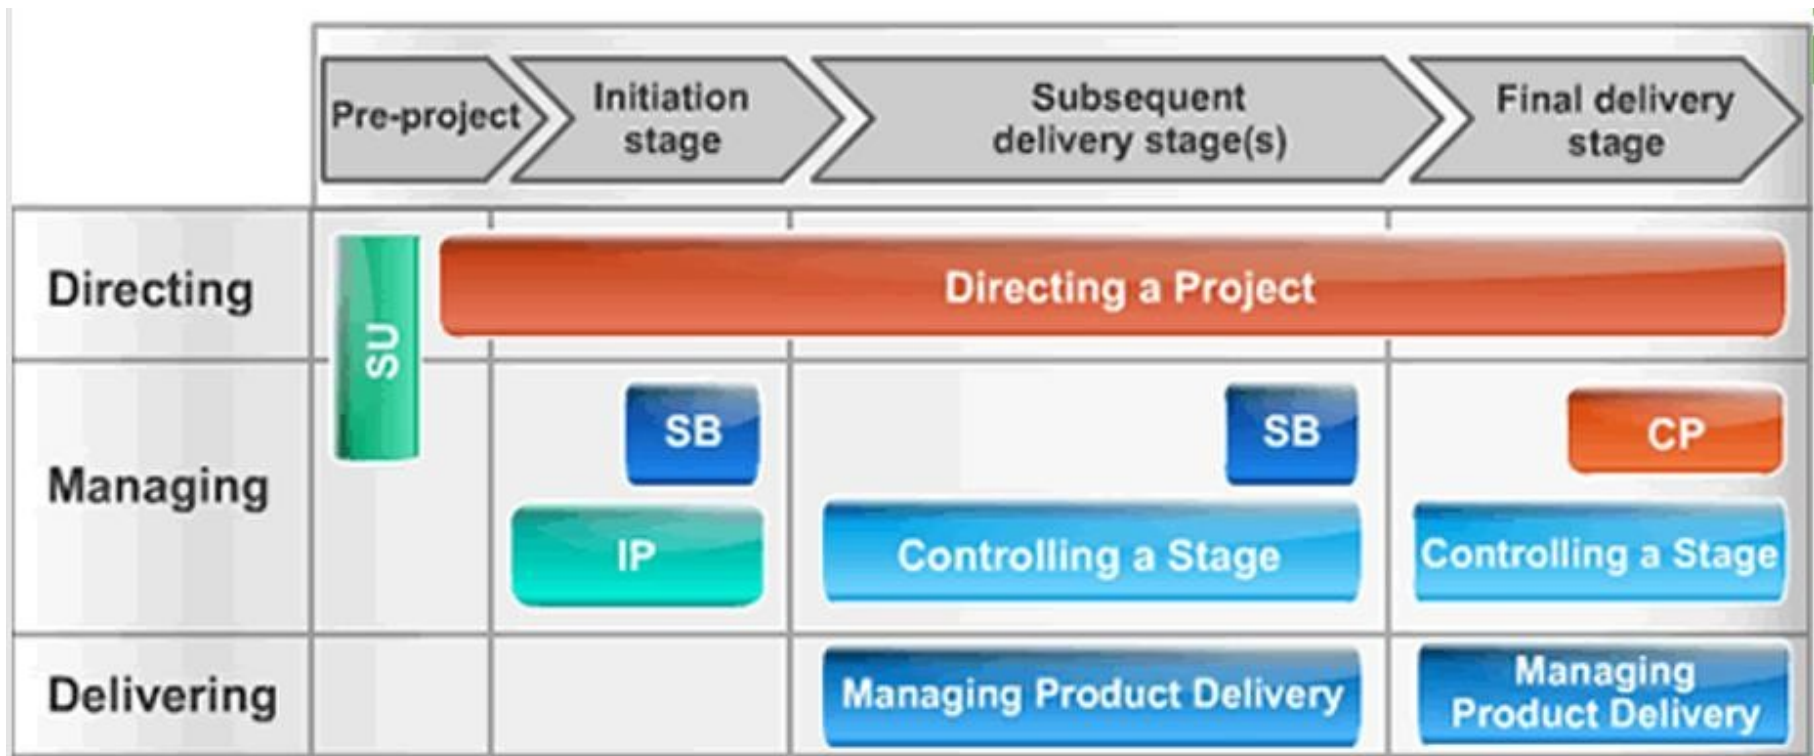 Pre-project
Initiation
stage
Subsequent
delivery stage(s)
Final delivery
stage
Directing
SU
Directing a Project
Managing
SB
SB
CP
IP
Controlling a Stage
Controlling a Stage
Delivering
Managing Product Delivery
Managing
Product Delivery